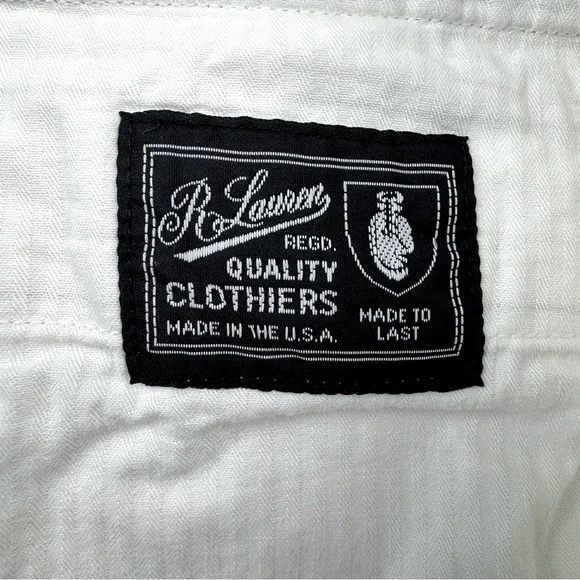 R. Lauren
REGD.
QUALITY
CLOTHIERS
MADE IN THE U.S.A.
MADE TO
LAST